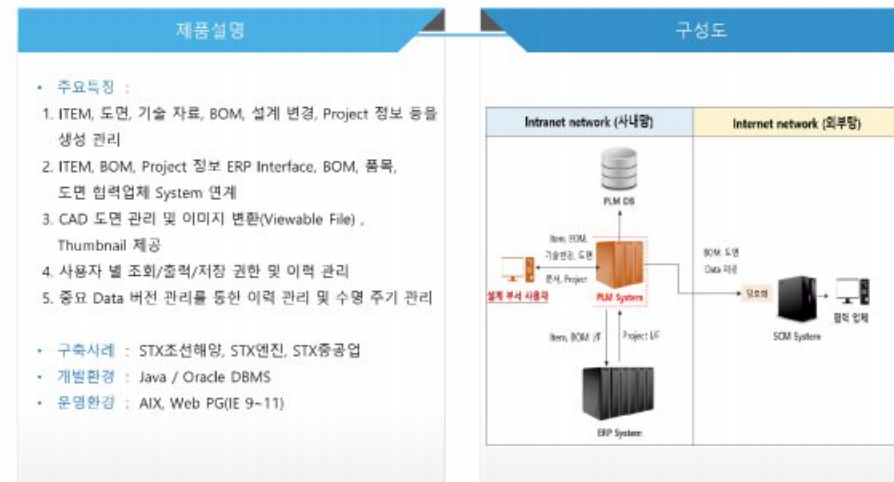 제품설명
• 주요특징 :
1. ITEM, 도면, 기술 자료, BOM, 설계 변경, Project 정보 등을
생성 관리
2. ITEM, BOM, Project 정보 ERP Interface, BOM, 품목,
도면 협력업체 System 연계
3. CAD 도면 관리 및 이미지 변환(Viewable File) ,
Thumbnail 제공
4. 사용자 별 조회/출력/저장 권한 및 이력 관리
5. 중요 Data 버전 관리를 통한 이력 관리 및 수명 주기 관리
• 구축사례 : STX조선해양, STX엔진, STX중공업
• 개발환경 : Java / Oracle DBMS
• 운영환경 : AIX, Web PG(IE 9~11)
구성도
Intranet network (사내망)
Internet network (외부망)
PLM DB
Item, BOM,
기술변경, 도면
문서, Project
설계 부서 사용자
PLM System
BOM, 도면
Data 제공
암호화
SCM System
협력 업체
Item, BOM I/F
Project I/F
ERP System